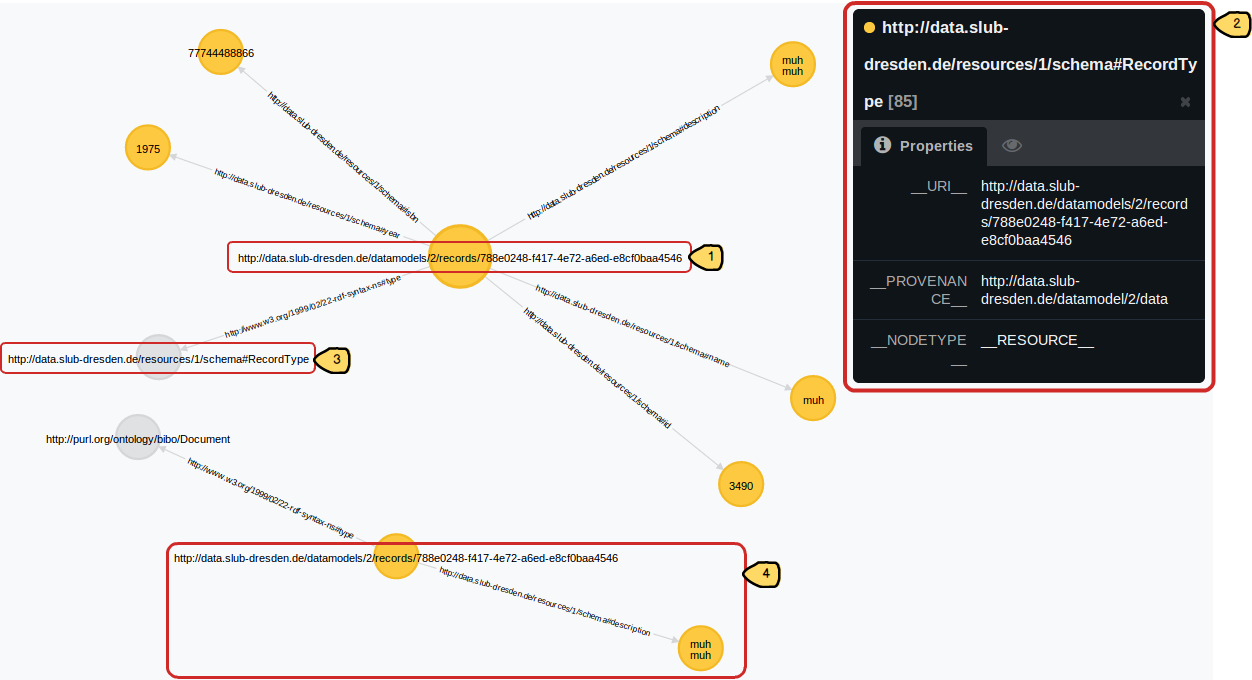 77744488866
muh
muh
1975
http://data.slub-dresden.de/resources/1/schema#isbn
http://data.slub-dresden.de/resources/1/schema#description
http://data.slub-dresden.de/resources/1/schema#year
http://data.slub-dresden.de/datamodels/2/records/788e0248-f417-4e72-a6ed-e8cf0baa4546
1
http://www.w3.org/1999/02/22-rdf-syntax-ns#type
http://data.slub-dresden.de/resources/1/schema#name
http://data.slub-dresden.de/resources/1/schema#id
http://data.slub-dresden.de/resources/1/schema#RecordType
3
muh
http://purl.org/ontology/bibo/Document
http://www.w3.org/1999/02/22-rdf-syntax-ns#type
3490
http://data.slub-dresden.de/datamodels/2/records/788e0248-f417-4e72-a6ed-e8cf0baa4546
4
http://data.slub-dresden.de/resources/1/schema#description
muh
muh
http://data.slub-
dresden.de/resources/1/schema#RecordTy
pe [85]
2
Properties
__URI__
http://data.slub-
dresden.de/datamodels/2/record
s/788e0248-f417-4e72-a6ed-
e8cf0baa4546
__PROVENAN
CE__
http://data.slub-
dresden.de/datamodel/2/data
__NODETYPE
__
__RESOURCE__